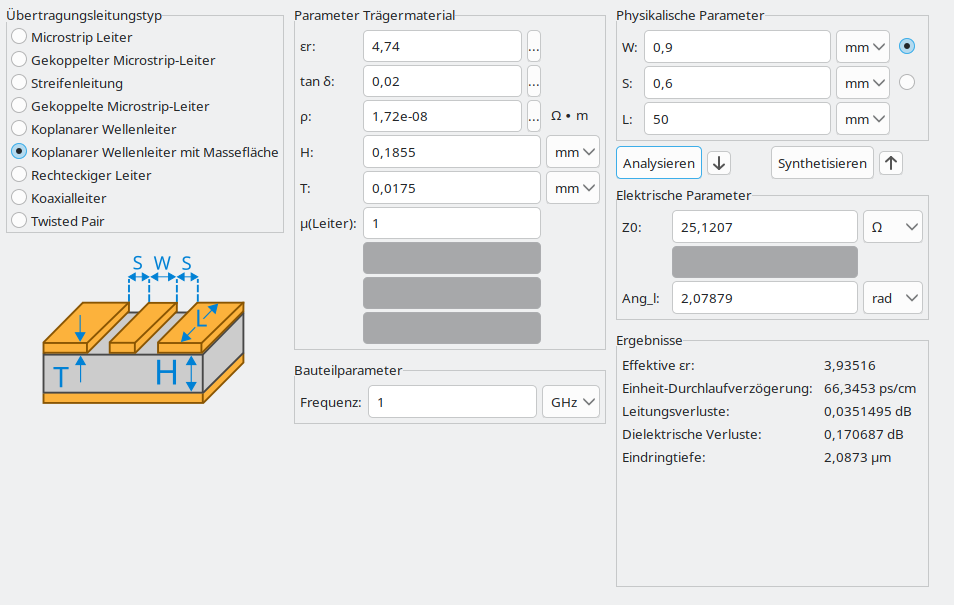 Übertragungsleitungstyp
Microstrip Leiter
Gekoppelter Microstrip-Leiter
Streifenleitung
Gekoppelte Microstrip-Leiter
Koplanarer Wellenleiter
Koplanarer Wellenleiter mit Massefläche
Rechteckiger Leiter
Koaxialleiter
Twisted Pair
S W S
L
T
H
Parameter Trägermaterial
εr: 4,74 ...
tan δ: 0,02 ...
ρ: 1,72e-08 ... Ω • m
H: 0,1855 mm
T: 0,0175 mm
μ(Leiter): 1
Bauteilparameter
Frequenz: 1 GHz
Physikalische Parameter
W: 0,9 mm
S: 0,6 mm
L: 50 mm
Analysieren Synthetisieren
Elektrische Parameter
Z0: 25,1207 Ω
Ang_l: 2,07879 rad
Ergebnisse
Effektive εr: 3,93516
Einheit-Durchlaufverzögerung: 66,3453 ps/cm
Leitungsverluste: 0,0351495 dB
Dielektrische Verluste: 0,170687 dB
Eindringtiefe: 2,0873 µm